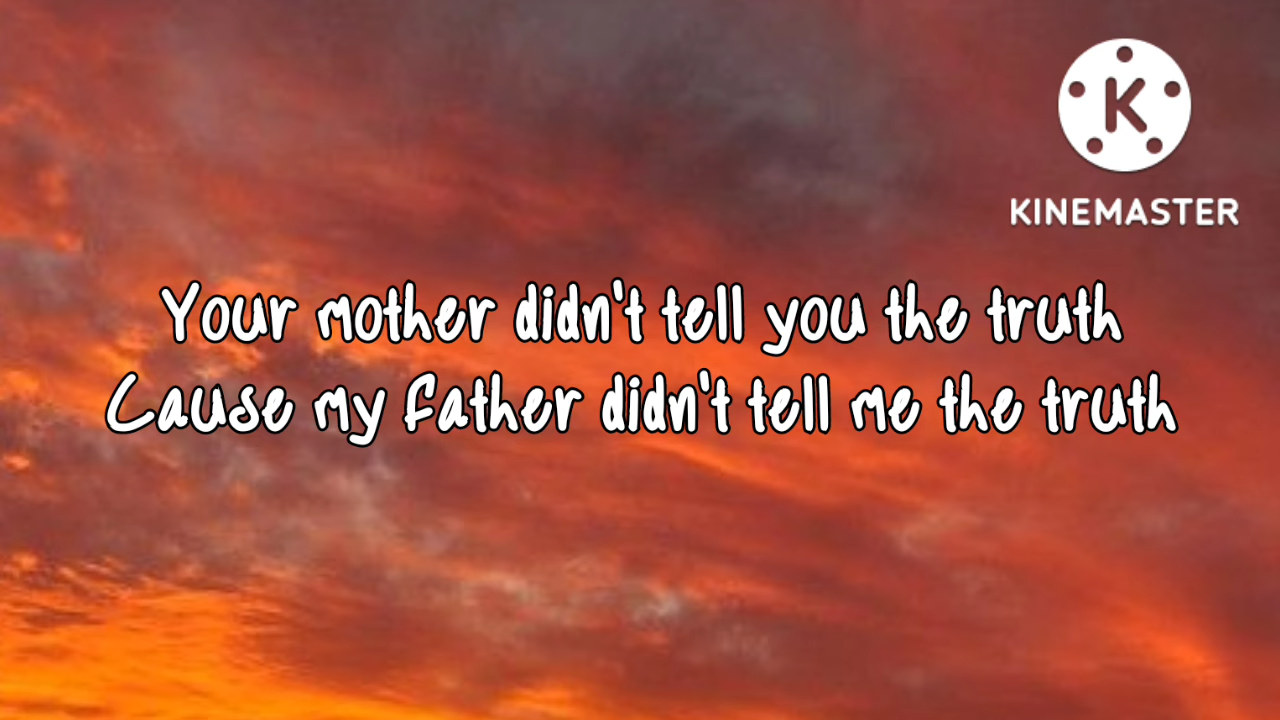 K
KINEMASTER
Your mother didn't tell you the truth
Cause my father didn't tell me the truth